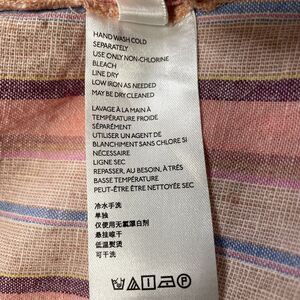 HAND WASH COLD
SEPARATELY
USE ONLY NON-CHLORINE
BLEACH
LINE DRY
LOW IRON AS NEEDED
MAY BE DRY CLEANED
LAVAGE À LA MAIN À
TEMPÉRATURE FROIDE
SÉPARÉMENT
UTILISER UN AGENT DE
BLANCHIMENT SANS CHLORE SI
NÉCESSAIRE
LIGNE SEC
REPASSER, AU BESOIN, À TRÈS
BASSE TEMPÉRATURE
PEUT-ÊTRE ÊTRE NETTOYÉE SEC
冷水手洗
单独
仅使用无氯漂白剂
悬挂晾干
低温熨烫
可干洗